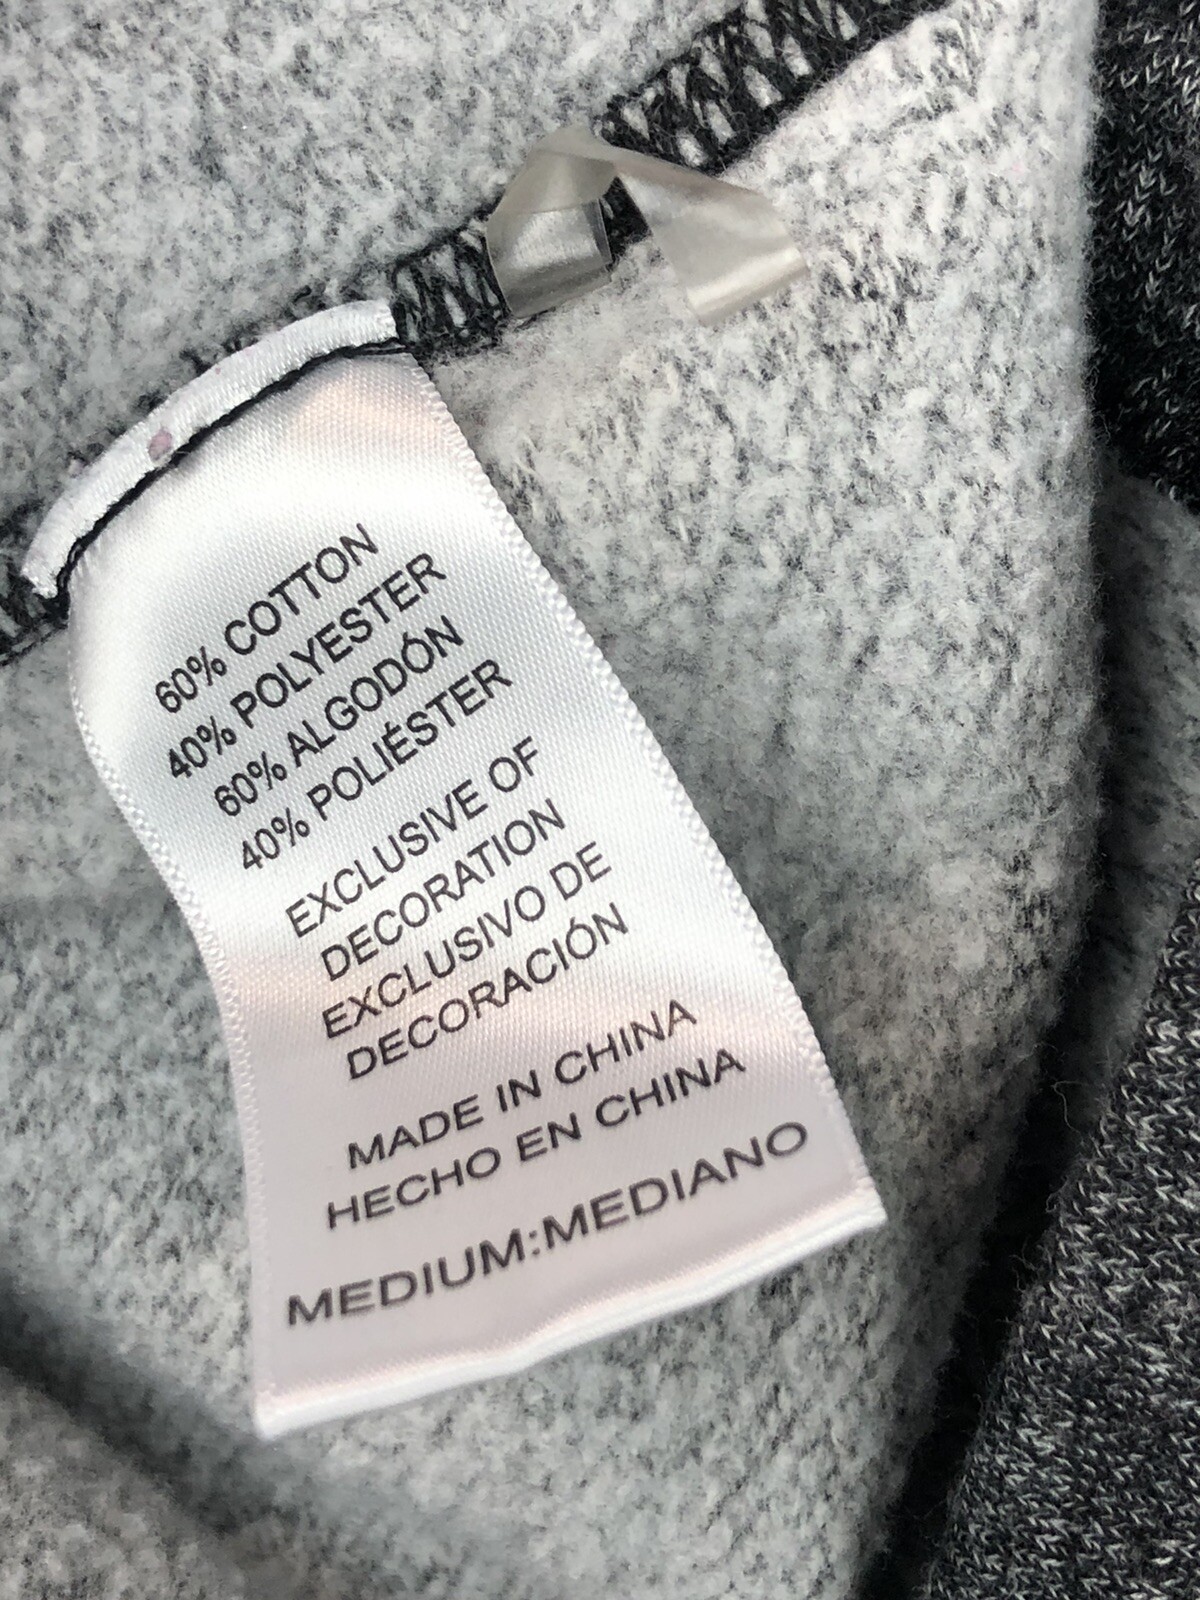 60% COTTON
40% POLYESTER
60% ALGODÓN
40% POLIÉSTER
EXCLUSIVE OF
DECORATION
EXCLUSIVO DE
DECORACIÓN
MADE IN CHINA
HECHO EN CHINA
MEDIUM:MEDIANO